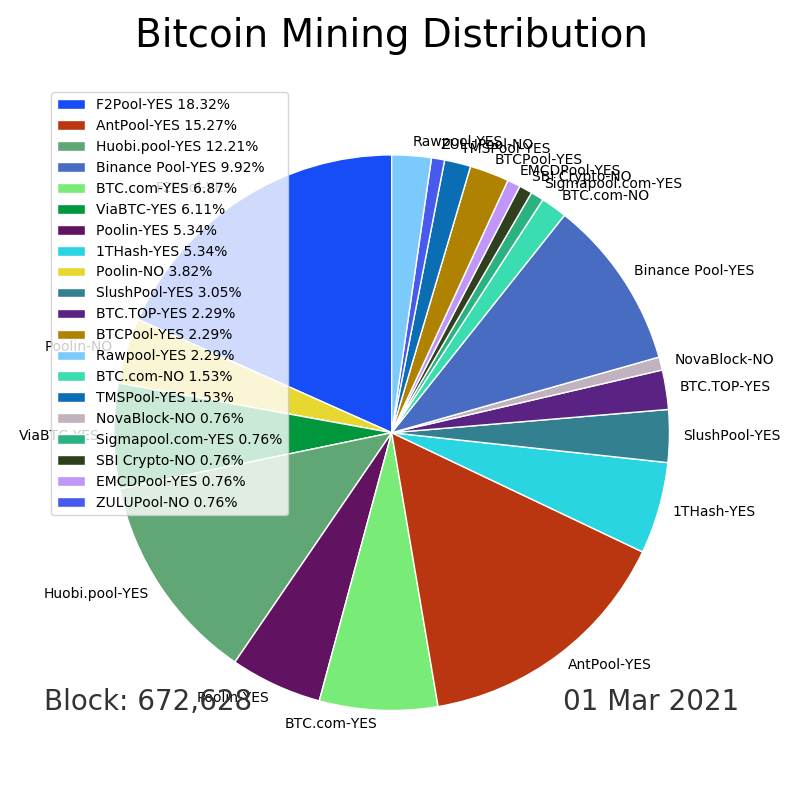 Bitcoin Mining Distribution
F2Pool-YES 18.32%
AntPool-YES 15.27%
Huobi.pool-YES 12.21%
Binance Pool-YES 9.92%
BTC.com-YES 6.87%
ViaBTC-YES 6.11%
Poolin-YES 5.34%
1THash-YES 5.34%
Poolin-NO 3.82%
SlushPool-YES 3.05%
BTC.TOP-YES 2.29%
BTCPool-YES 2.29%
Rawpool-YES 2.29%
BTC.com-NO 1.53%
TMSPool-YES 1.53%
NovaBlock-NO 0.76%
Sigmapool.com-YES 0.76%
SBI Crypto-NO 0.76%
EMCDPool-YES 0.76%
ZULUPool-NO 0.76%
Rawpool-YES
ZULUPool-NO
TMSPool-YES
BTCPool-YES
EMCDPool-YES
SBI Crypto-NO
Sigmapool.com-YES
BTC.com-NO
Binance Pool-YES
NovaBlock-NO
BTC.TOP-YES
SlushPool-YES
1THash-YES
AntPool-YES
BTC.com-YES
Poolin-YES
Huobi.pool-YES
ViaBTC-YES
Poolin-NO
Block: 672,628
01 Mar 2021